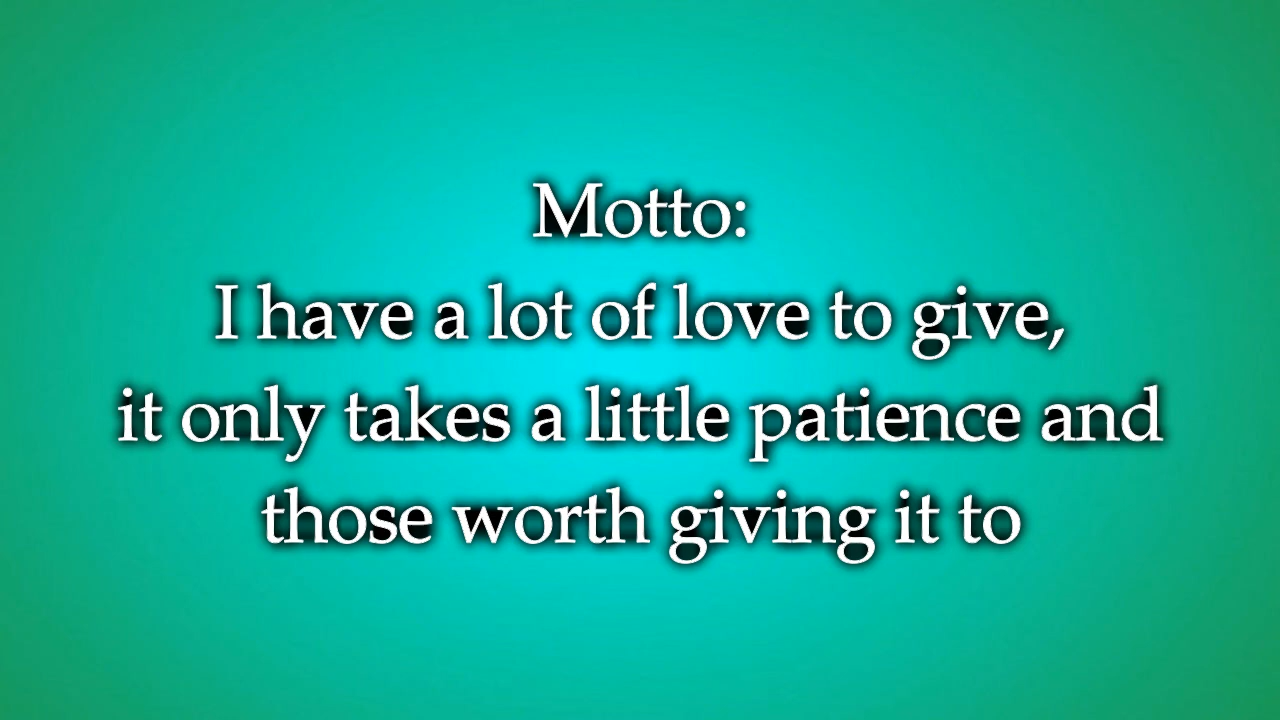 Motto:
I have a lot of love to give,
it only takes a little patience and
those worth giving it to